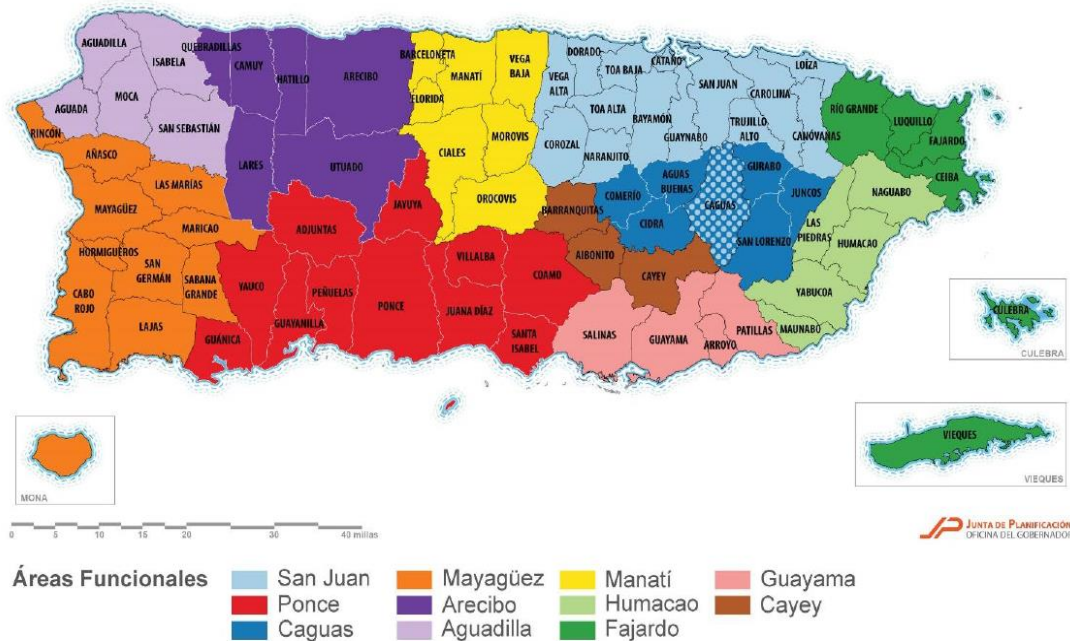 AGUADILLA
ISABELA
QUEBRADILLAS
CAMUY
HATILLO
ARECIBO
BARCELONETA
MANATÍ
VEGA
BAJA
VEGA
ALTA
DORADO
TOA BAJA
CATAÑO
SAN JUAN
LOÍZA
CAROLINA
AGUADA
MOCA
SAN SEBASTIÁN
FLORIDA
TOA ALTA
BAYAMÓN
GUAYNABO
TRUJILLO
ALTO
CANÓVANAS
RÍO GRANDE
LUQUILLO
FAJARDO
CEIBA
RINCÓN
AÑASCO
LARES
UTUADO
CIALES
MOROVIS
COROZAL
NARANJITO
AGUAS
BUENAS
GURABO
LAS MARÍAS
MAYAGÜEZ
MARICAO
ADJUNTAS
JAYUYA
OROCOVIS
BARRANQUITAS
COMERÍO
CIDRA
CAGUAS
JUNCOS
SAN LORENZO
LAS
PIEDRAS
NAGUABO
HUMACAO
HORMIGUEROS
SAN
GERMÁN
SABANA
GRANDE
CABO
ROJO
LAJAS
YAUCO
GUÁNICA
GUAYANILLA
PEÑUELAS
PONCE
VILLALBA
JUANA DÍAZ
COAMO
SANTA
ISABEL
AIBONITO
CAYEY
SALINAS
GUAYAMA
ARROYO
PATILLAS
YABUCOA
MAUNABO
CULEBRA
CULEBRA
VIEQUES
VIEQUES
MONA
0 5 10 15 20 30 40 millas
JP JUNTA DE PLANIFICACIÓN
OFICINA DEL GOBERNADOR
Áreas Funcionales
San Juan
Mayagüez
Manatí
Guayama
Ponce
Arecibo
Humacao
Cayey
Caguas
Aguadilla
Fajardo